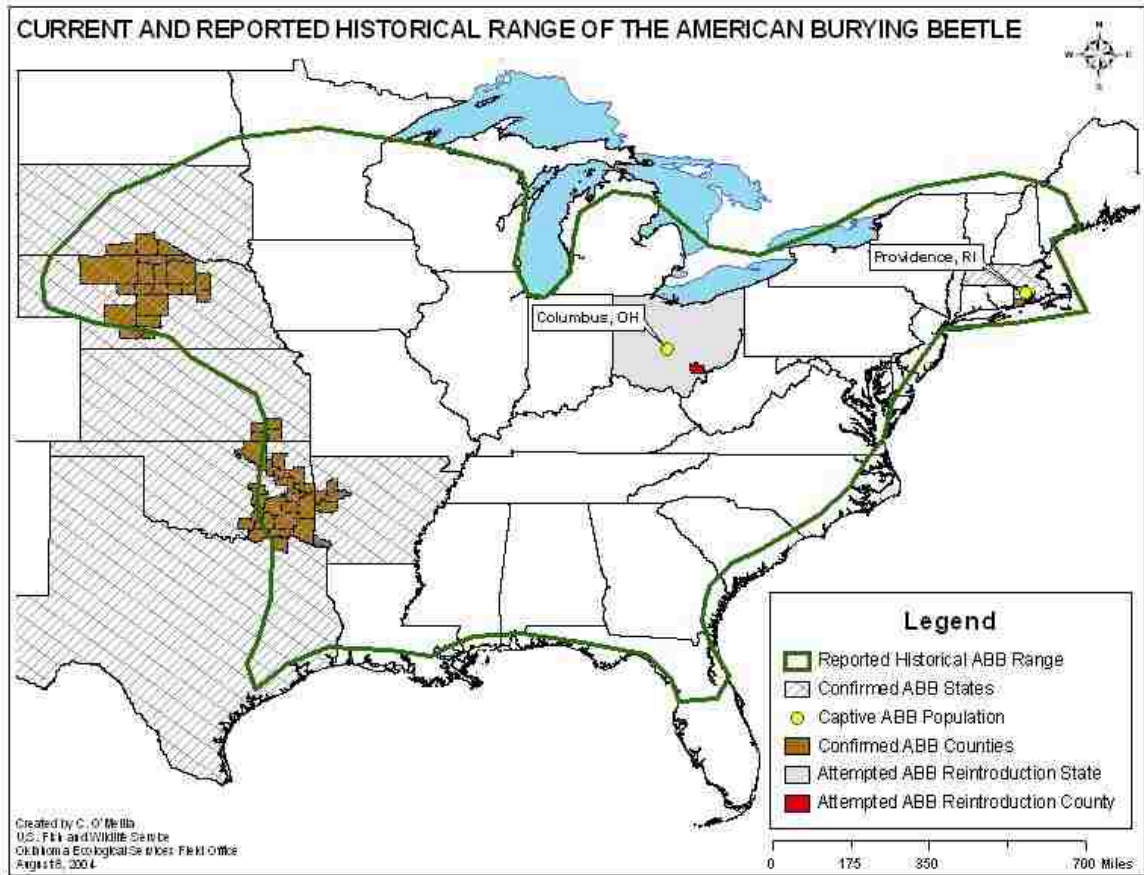 CURRENT AND REPORTED HISTORICAL RANGE OF THE AMERICAN BURYING BEETLE
N
W E
S
Providence, RI
Columbus, OH
Legend
Reported Historical ABB Range
Confirmed ABB States
Captive ABB Population
Confirmed ABB Counties
Attempted ABB Reintroduction State
Attempted ABB Reintroduction County
Created by C. O'Meilia
U.S. Fish and Wildlife Service
Oklahoma Ecological Services Field Office
August 8, 2004
0 175 350 700 Miles